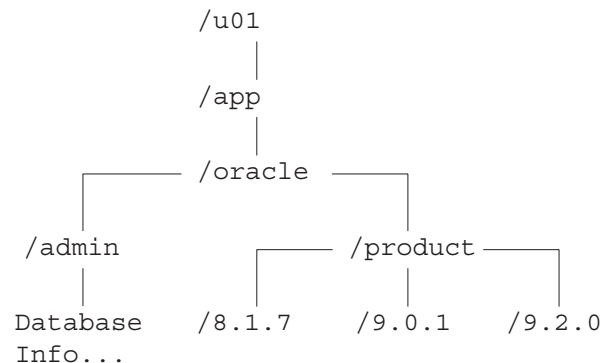 /u01
/app
/oracle
/admin
/product
Database
Info...
/8.1.7
/9.0.1
/9.2.0